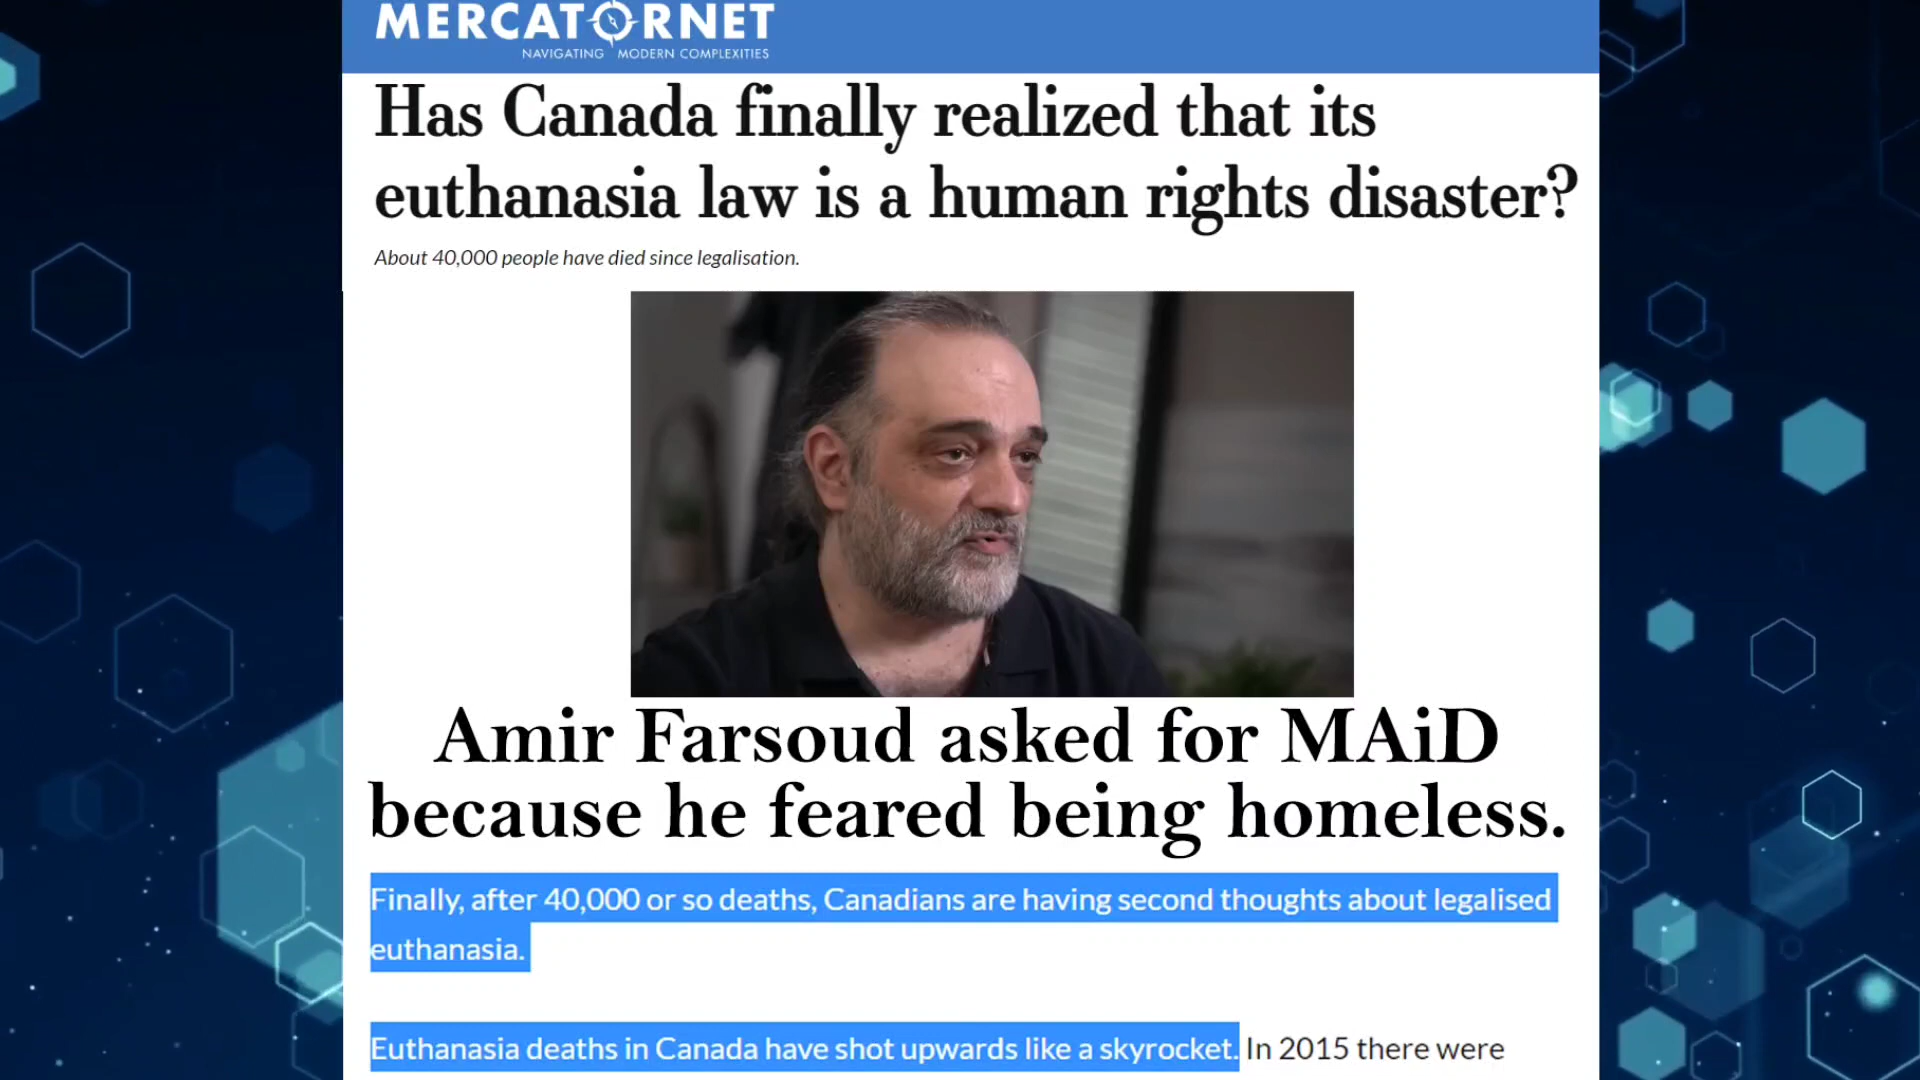 MERCATORNET
NAVIGATING MODERN COMPLEXITIES
Has Canada finally realized that its
euthanasia law is a human rights disaster?
About 40,000 people have died since legalisation.
Amir Farsoud asked for MAiD
because he feared being homeless.
Finally, after 40,000 or so deaths, Canadians are having second thoughts about legalised
euthanasia.
Euthanasia deaths in Canada have shot upwards like a skyrocket. In 2015 there were